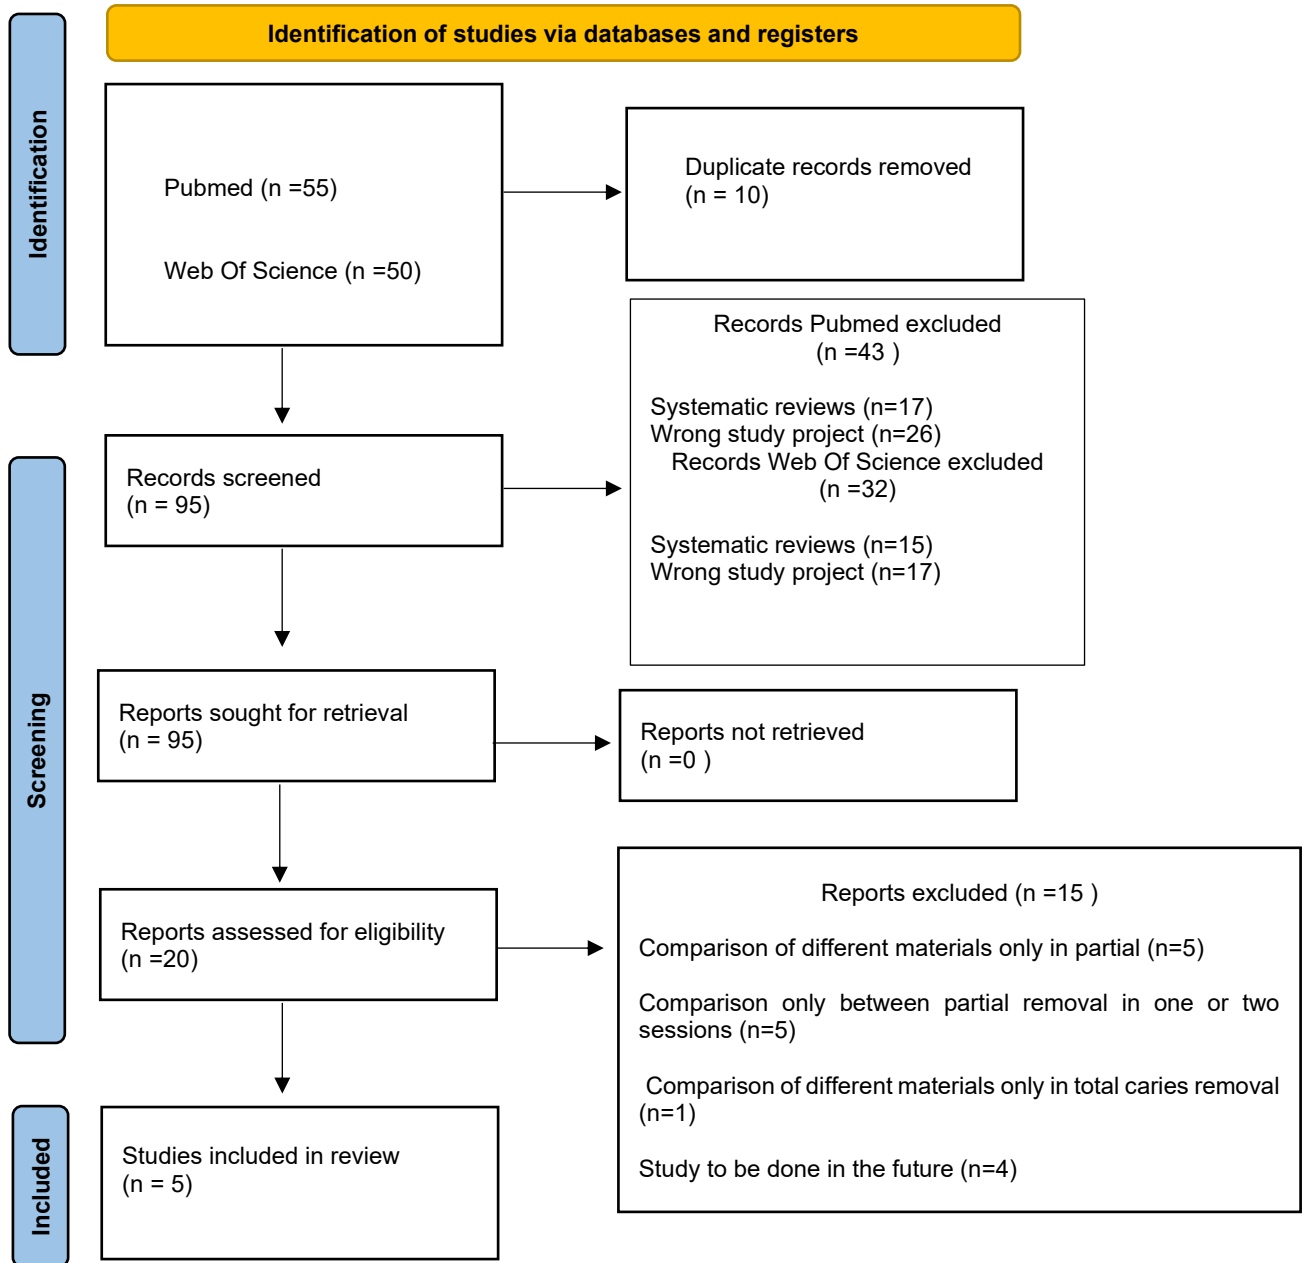 Identification of studies via databases and registers
Identification
Pubmed (n =55)
Web Of Science (n =50)
Duplicate records removed
(n = 10)
Records Pubmed excluded
(n =43 )
Systematic reviews (n=17)
Wrong study project (n=26)
Records Web Of Science excluded
(n =32)
Systematic reviews (n=15)
Wrong study project (n=17)
Screening
Records screened
(n = 95)
Reports sought for retrieval
(n = 95)
Reports not retrieved
(n =0 )
Reports assessed for eligibility
(n =20)
Reports excluded (n =15 )
Comparison of different materials only in partial (n=5)
Comparison only between partial removal in one or two
sessions (n=5)
Comparison of different materials only in total caries removal
(n=1)
Study to be done in the future (n=4)
Included
Studies included in review
(n = 5)